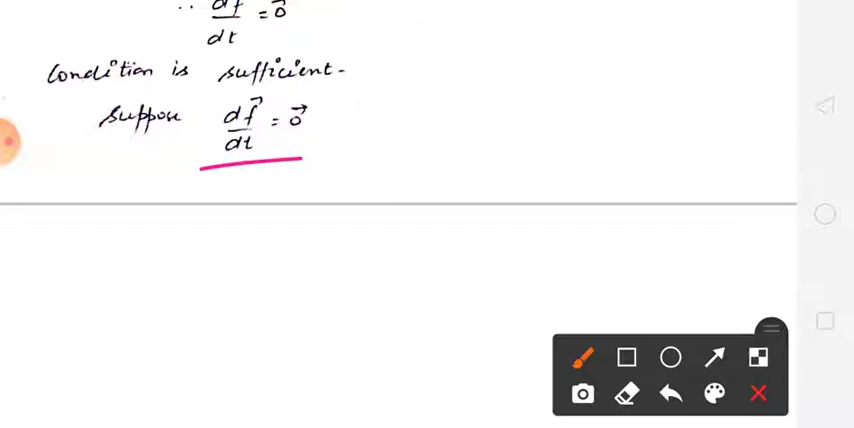 ∴ df/dt = 0⃗
Condition is sufficient-
suppose df⃗/dt = 0⃗